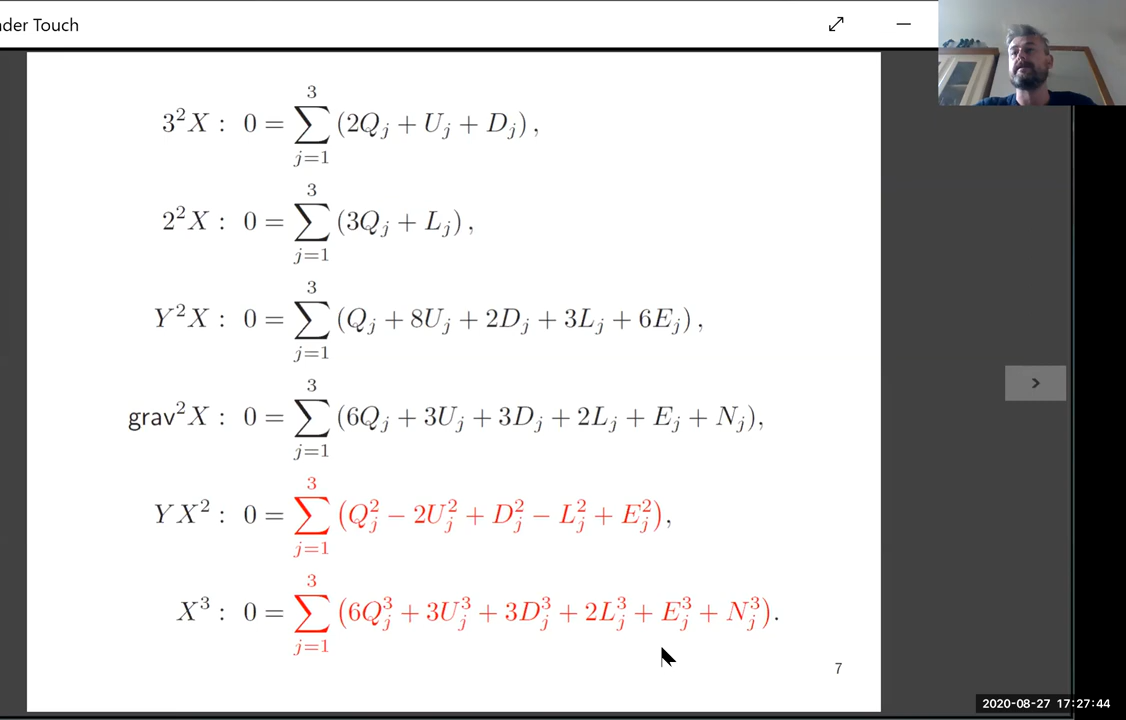 der Touch
3²X : 0 = ∑_{j=1}^{3} (2Q_j + U_j + D_j) ,
2²X : 0 = ∑_{j=1}^{3} (3Q_j + L_j) ,
Y²X : 0 = ∑_{j=1}^{3} (Q_j + 8U_j + 2D_j + 3L_j + 6E_j) ,
grav²X : 0 = ∑_{j=1}^{3} (6Q_j + 3U_j + 3D_j + 2L_j + E_j + N_j),
YX² : 0 = ∑_{j=1}^{3} (Q_j² − 2U_j² + D_j² − L_j² + E_j²),
X³ : 0 = ∑_{j=1}^{3} (6Q_j³ + 3U_j³ + 3D_j³ + 2L_j³ + E_j³ + N_j³).
7
2020-08-27 17:27:44